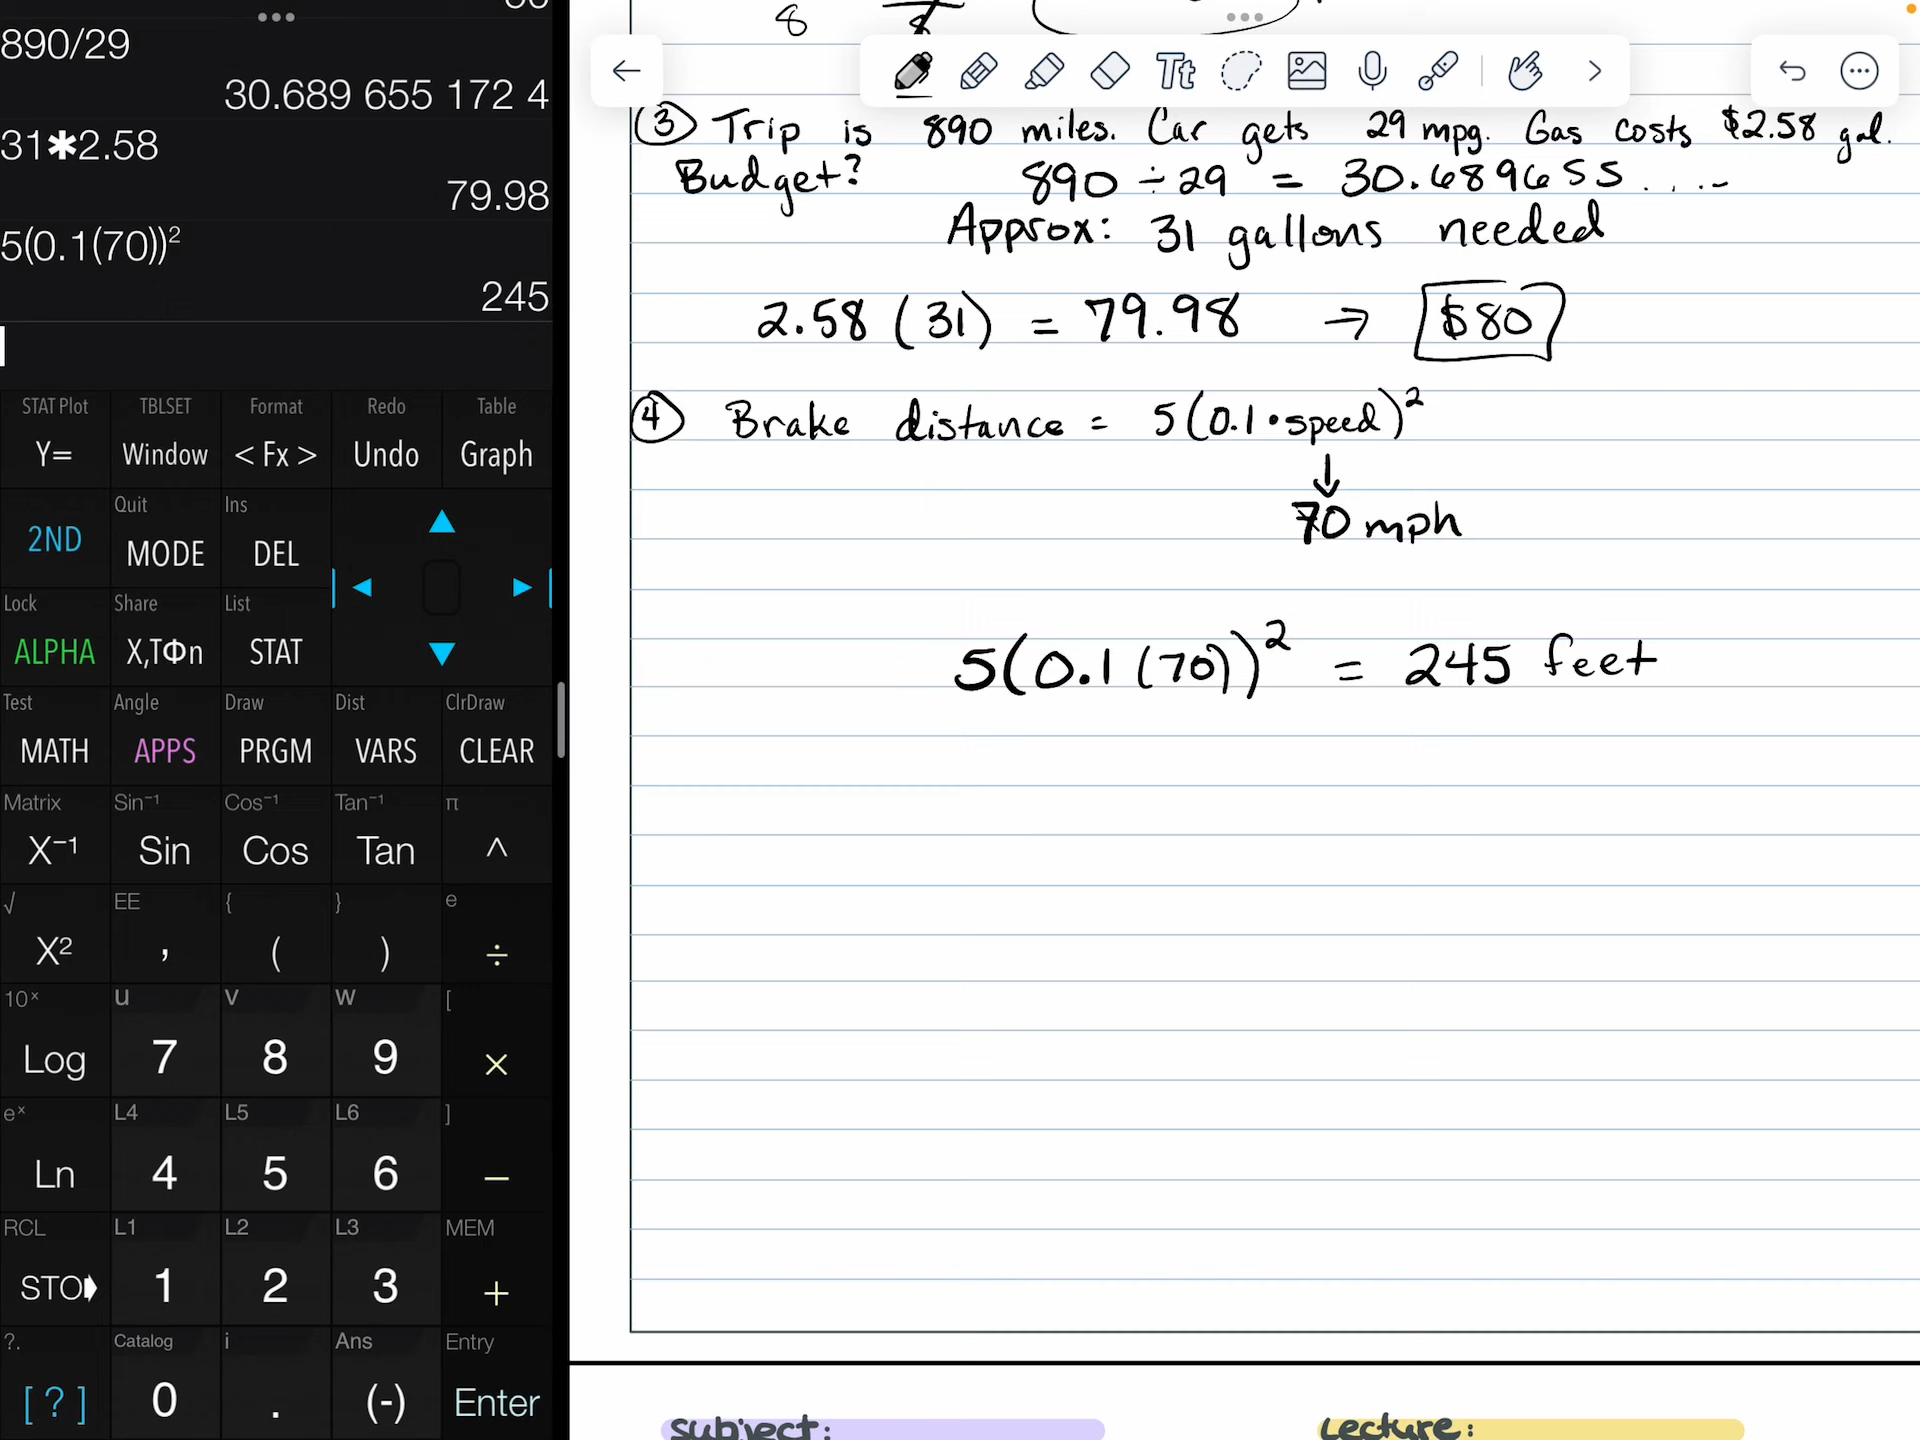 890/29
30.689 655 172 4
31✱2.58
79.98
5(0.1(70))²
245
STAT Plot TBLSET Format Redo Table
Y= Window < Fx > Undo Graph
Quit Ins
2ND MODE DEL
Lock Share List
ALPHA X,TΦn STAT
Test Angle Draw Dist ClrDraw
MATH APPS PRGM VARS CLEAR
Matrix Sin⁻¹ Cos⁻¹ Tan⁻¹ π
X⁻¹ Sin Cos Tan ^
√ EE { } e
X² , ( ) ÷
10ˣ u v w [
Log 7 8 9 ×
eˣ L4 L5 L6 ]
Ln 4 5 6 −
RCL L1 L2 L3 MEM
STO 1 2 3 +
?. Catalog i Ans Entry
[ ? ] 0 . (-) Enter
8 8
Tt
③ Trip is 890 miles. Car gets 29 mpg. Gas costs $2.58 gal.
Budget? 890 ÷ 29 = 30.689655....
Approx: 31 gallons needed
2.58 (31) = 79.98 → $80
④ Brake distance = 5(0.1•speed)²
↓
70 mph
5(0.1(70))² = 245 feet
subject: Lecture: